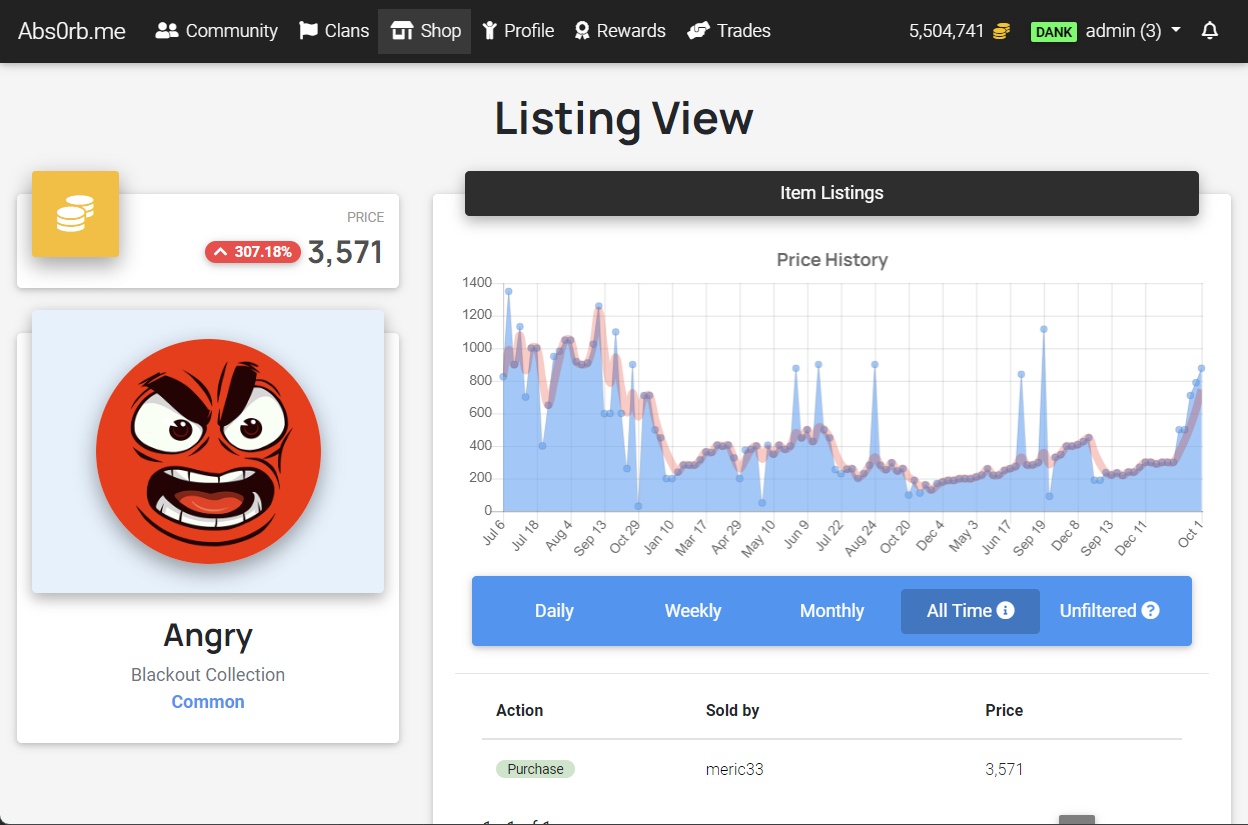 Abs0rb.me Community Clans Shop Profile Rewards Trades 5,504,741 DANK admin (3)
Listing View
PRICE
307.18% 3,571
Angry
Blackout Collection
Common
Item Listings
Price History
1400
1200
1000
800
600
400
200
0
Jul 6 Jul 18 Aug 4 Sep 13 Oct 29 Jan 10 Mar 17 Apr 29 May 10 Jun 9 Jul 22 Aug 24 Oct 20 Dec 4 May 3 Jun 17 Sep 19 Dec 8 Sep 13 Dec 11 Oct 1
Daily Weekly Monthly All Time Unfiltered
Action Sold by Price
Purchase meric33 3,571